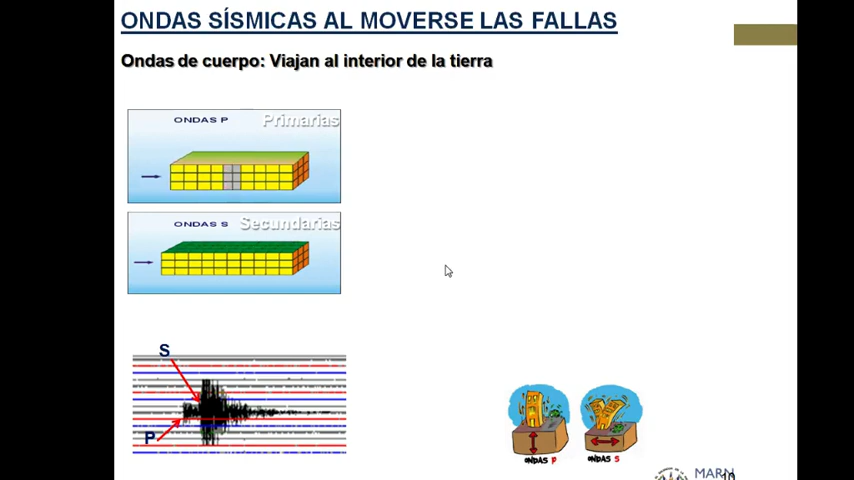 ONDAS SÍSMICAS AL MOVERSE LAS FALLAS
Ondas de cuerpo: Viajan al interior de la tierra
ONDAS P Primarias
ONDAS S Secundarias
S
P
ONDAS P ONDAS S
MARN
10